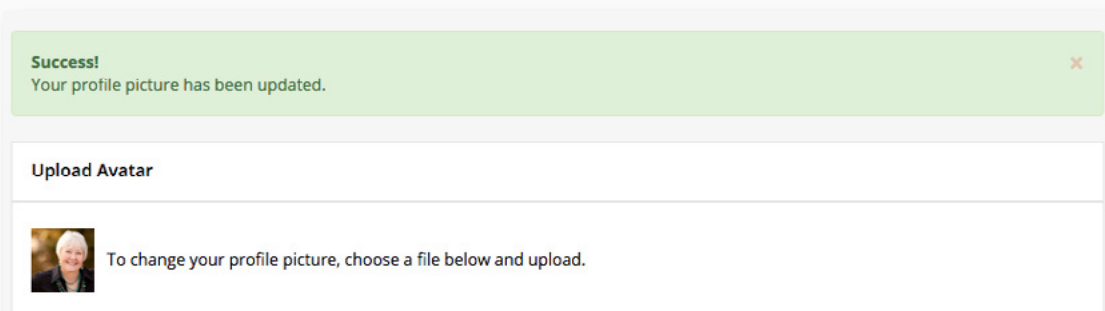 Success!
Your profile picture has been updated.
Upload Avatar
To change your profile picture, choose a file below and upload.